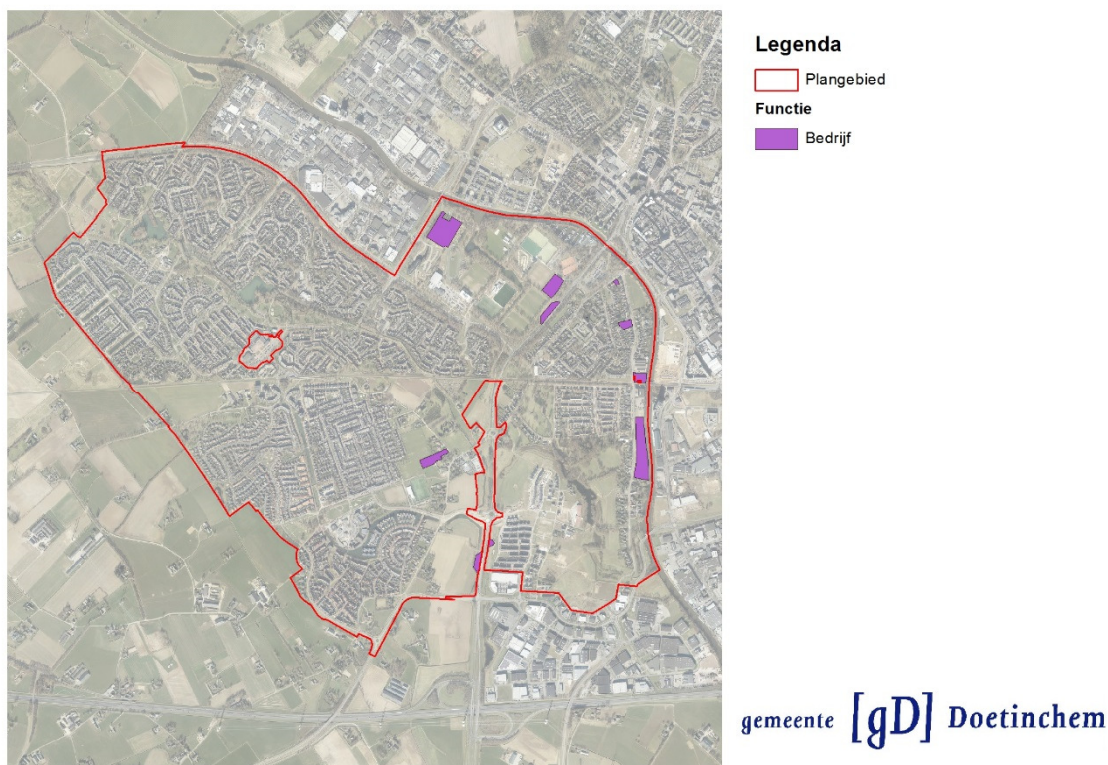 Legenda
Plangebied
Functie
Bedrijf
gemeente [gD] Doetinchem